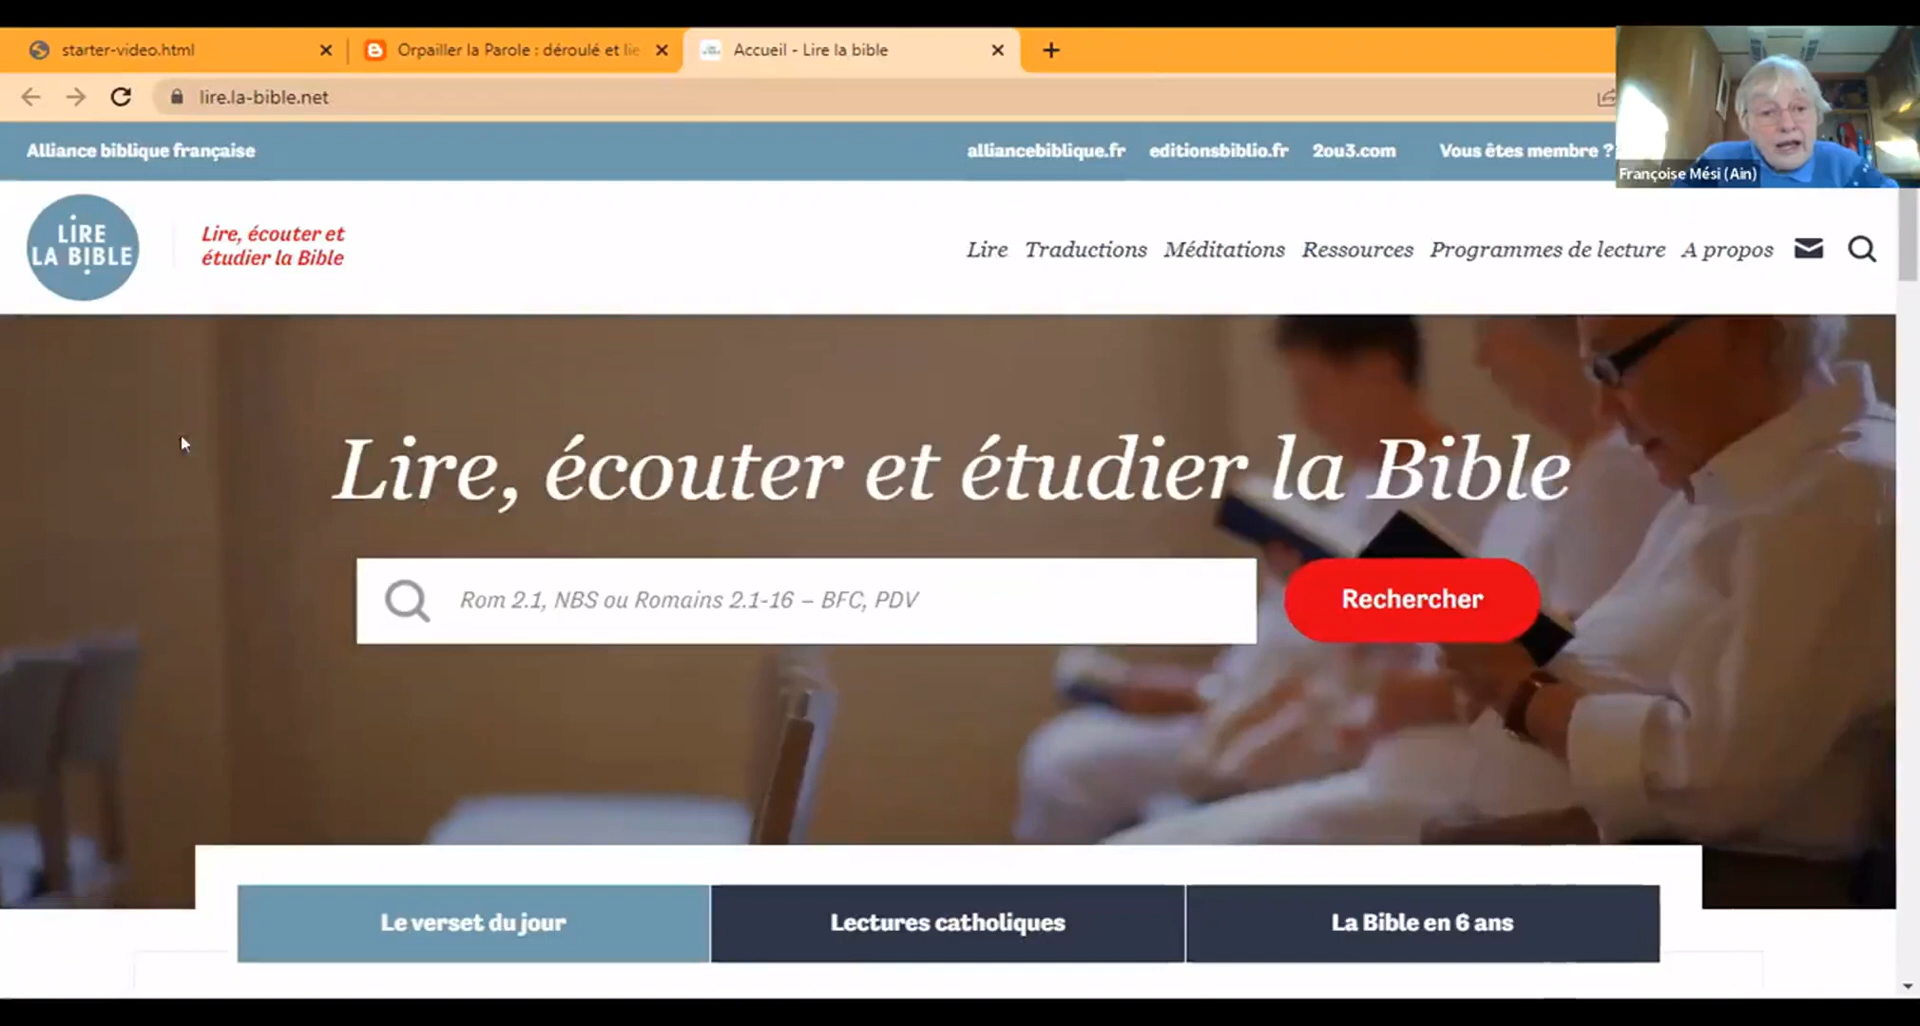 starter-video.html
Orpailler la Parole : déroulé et lie
Accueil - Lire la bible
lire.la-bible.net
Alliance biblique française
alliancebiblique.fr
editionsbiblio.fr
2ou3.com
Vous êtes membre ?
Françoise Mési (Ain)
LIRE
LA BIBLE
Lire, écouter et
étudier la Bible
Lire
Traductions
Méditations
Ressources
Programmes de lecture
A propos
Lire, écouter et étudier la Bible
Rom 2.1, NBS ou Romains 2.1-16 – BFC, PDV
Rechercher
Le verset du jour
Lectures catholiques
La Bible en 6 ans